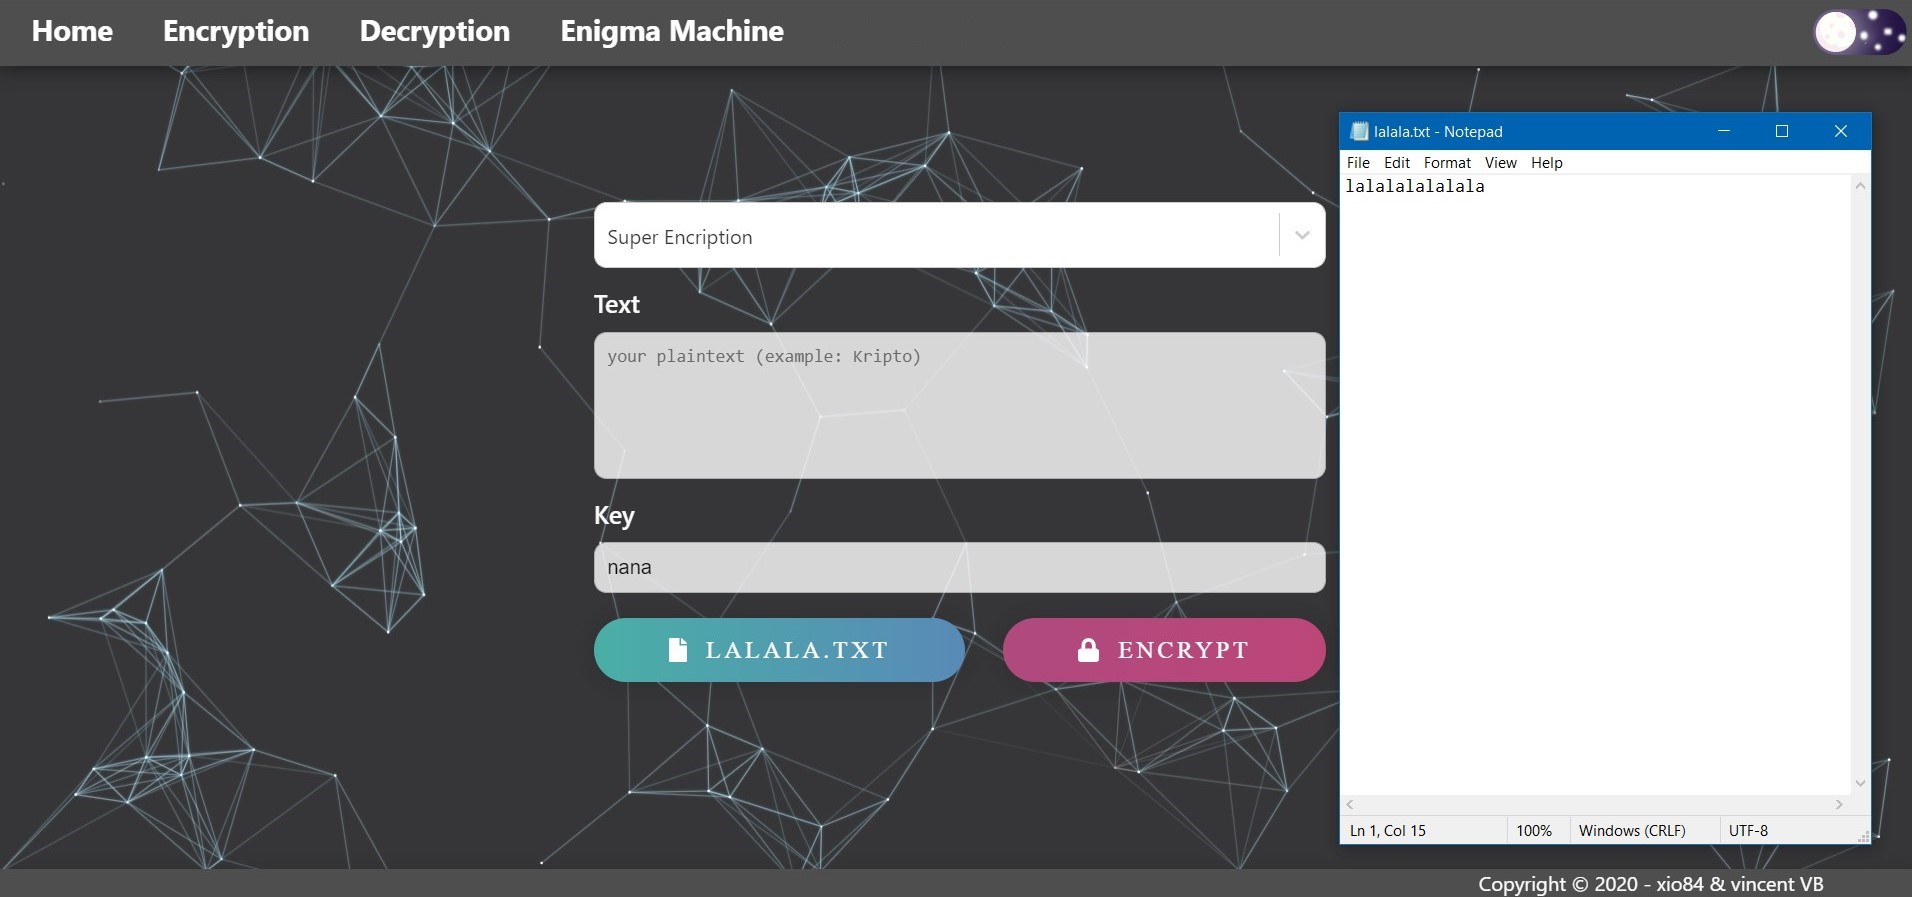 Home Encryption Decryption Enigma Machine
Super Encription
Text
your plaintext (example: Kripto)
Key
nana
LALALA.TXT ENCRYPT
lalala.txt - Notepad
File Edit Format View Help
lalalalalalala
Ln 1, Col 15 100% Windows (CRLF) UTF-8
Copyright © 2020 - xio84 & vincent VB